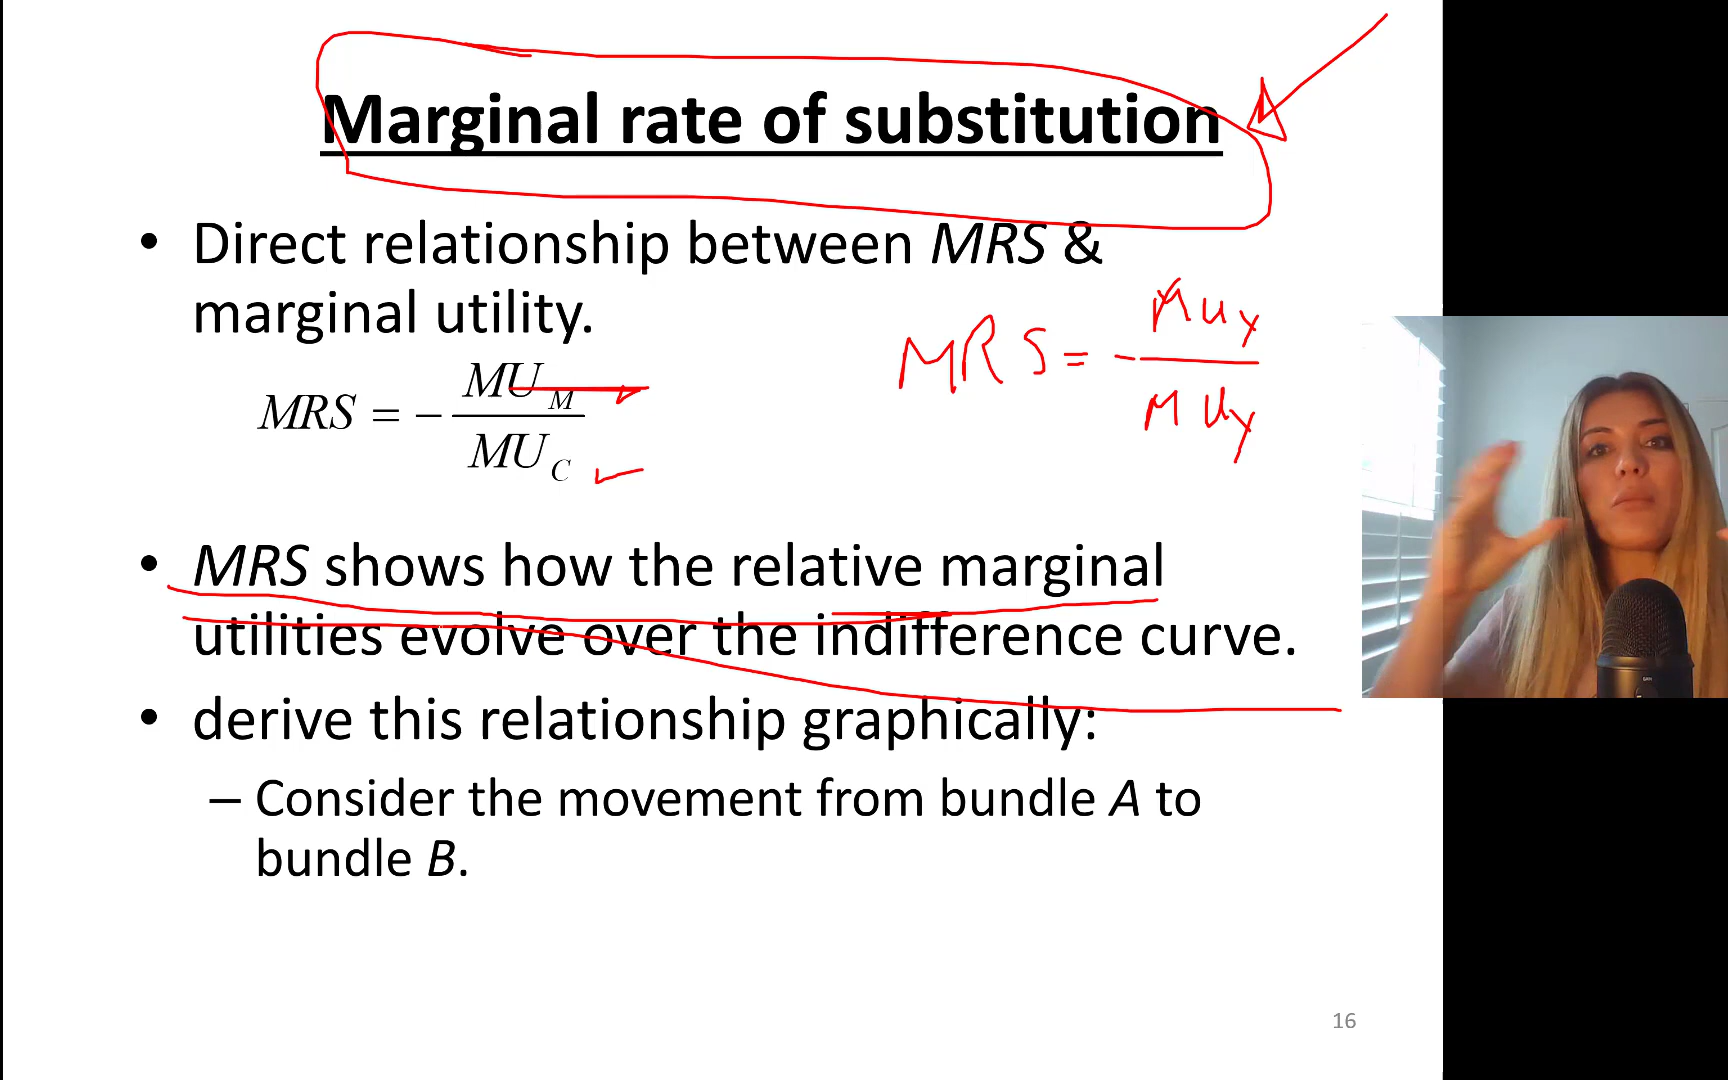 Marginal rate of substitution
• Direct relationship between MRS &
marginal utility.
MRS = - MU_M / MU_C
MRS = - MU_y / MU_y
• MRS shows how the relative marginal
utilities evolve over the indifference curve.
• derive this relationship graphically:
– Consider the movement from bundle A to
bundle B.
16